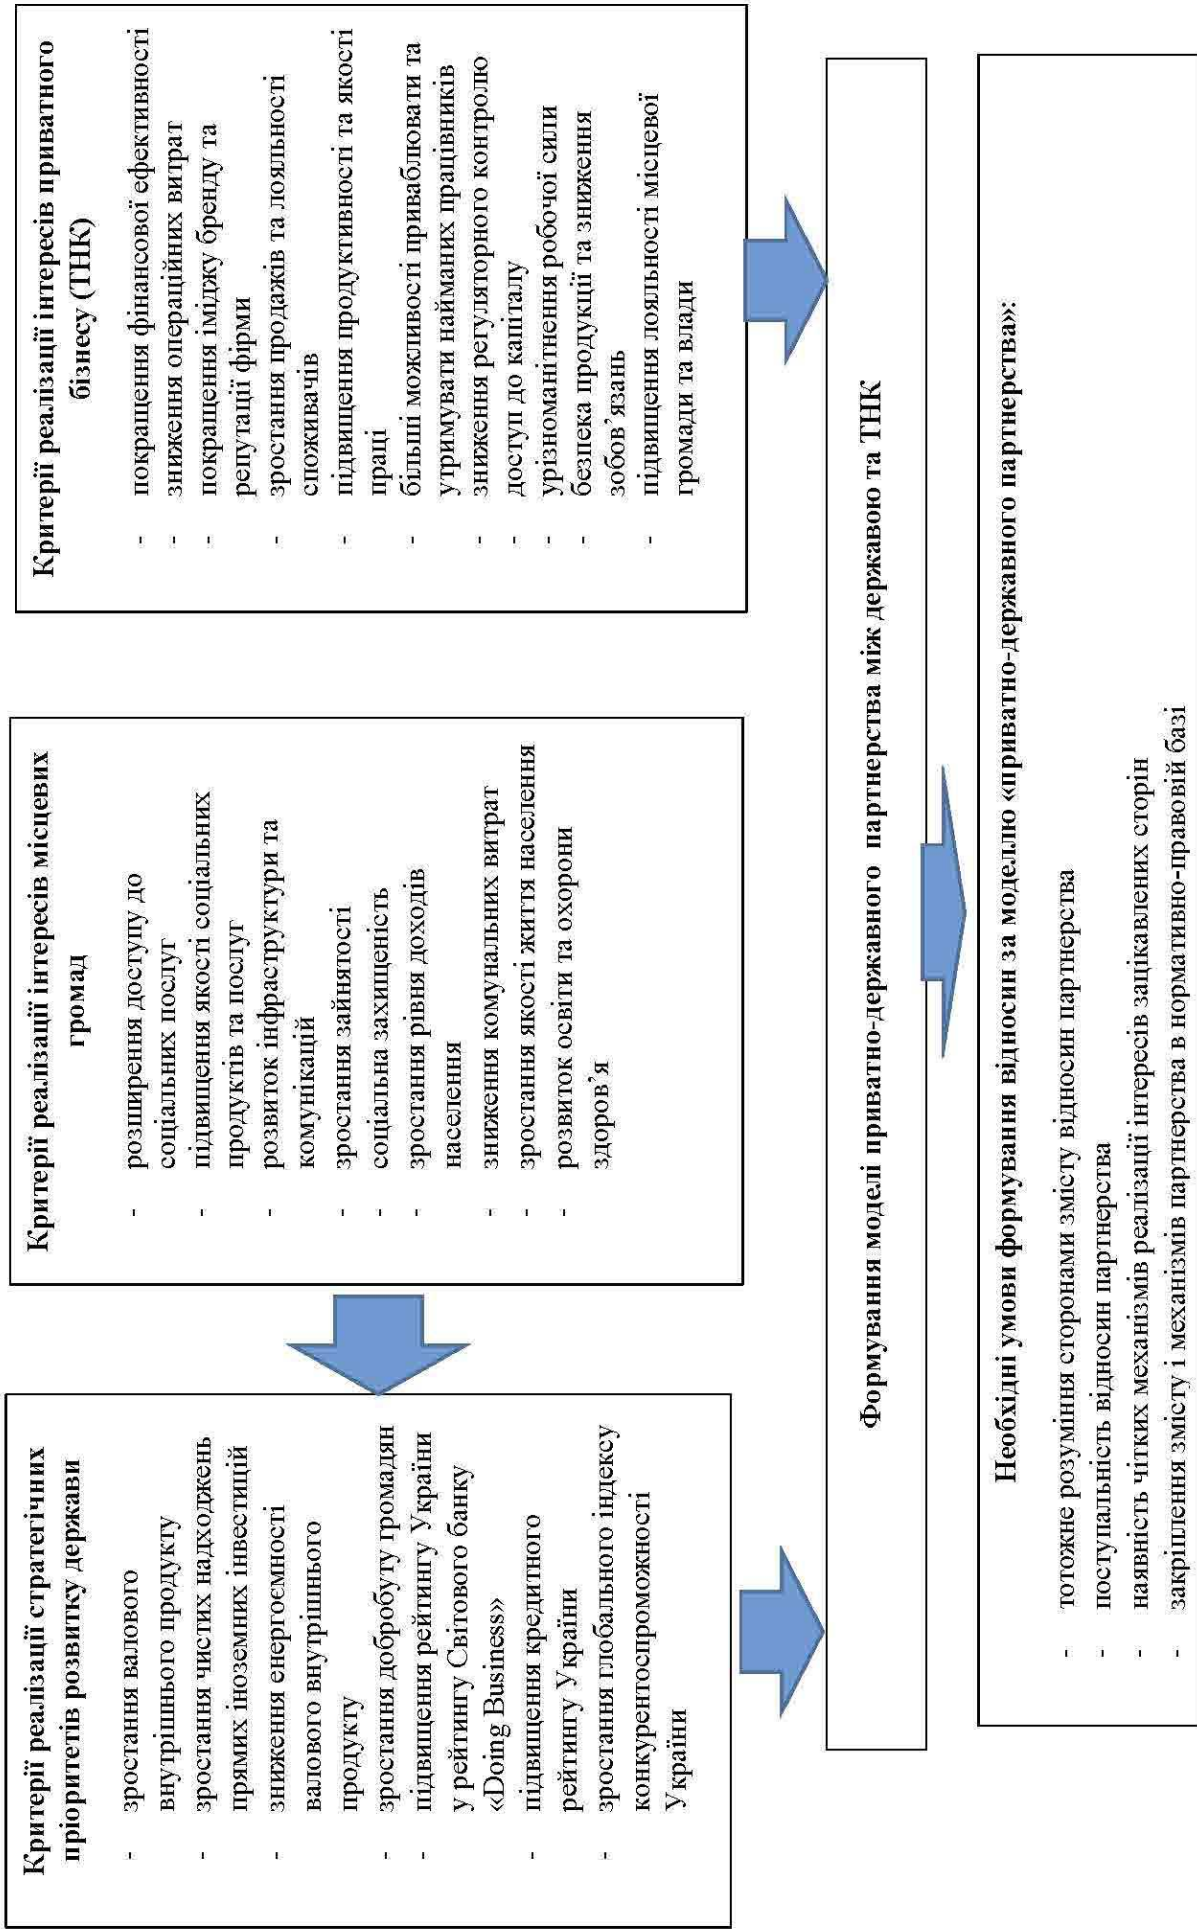 Критерії реалізації стратегічних
пріоритетів розвитку держави
- зростання валового
внутрішнього продукту
- зростання чистих надходжень
прямих іноземних інвестицій
- зниження енергоємності
валового внутрішнього
продукту
- зростання добробуту громадян
- підвищення рейтингу України
у рейтингу Світового банку
«Doing Business»
- підвищення кредитного
рейтингу України
- зростання глобального індексу
конкурентоспроможності
України
Критерії реалізації інтересів місцевих
громад
- розширення доступу до
соціальних послуг
- підвищення якості соціальних
продуктів та послуг
- розвиток інфраструктури та
комунікацій
- зростання зайнятості
- соціальна захищеність
- зростання рівня доходів
населення
- зниження комунальних витрат
- зростання якості життя населення
- розвиток освіти та охорони
здоров’я
Критерії реалізації інтересів приватного
бізнесу (ТНК)
- покращення фінансової ефективності
- зниження операційних витрат
- покращення іміджу бренду та
репутації фірми
- зростання продажів та лояльності
споживачів
- підвищення продуктивності та якості
праці
- більші можливості приваблювати та
утримувати найманих працівників
- зниження регуляторного контролю
- доступ до капіталу
- урізноманітнення робочої сили
- безпека продукції та зниження
зобов’язань
- підвищення лояльності місцевої
громади та влади
Формування моделі приватно-державного партнерства між державою та ТНК
Необхідні умови формування відносин за моделлю «приватно-державного партнерства»:
- тотожне розуміння сторонами змісту відносин партнерства
- поступальність відносин партнерства
- наявність чітких механізмів реалізації інтересів зацікавлених сторін
- закріплення змісту і механізмів партнерства в нормативно-правовій базі